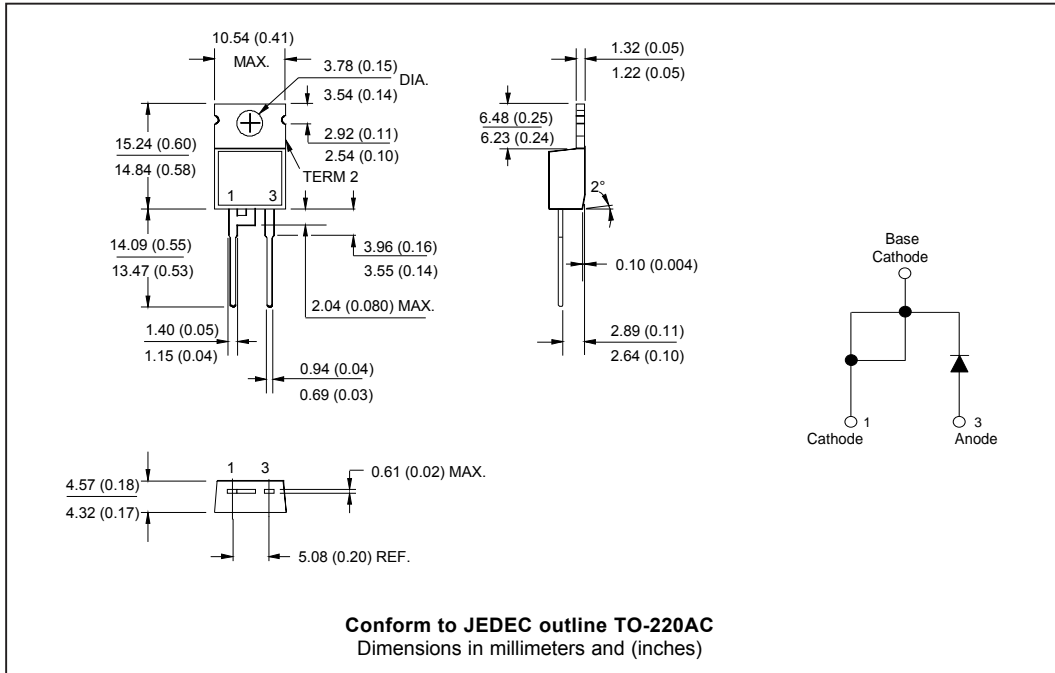 10.54 (0.41)
MAX.
3.78 (0.15)
3.54 (0.14)
DIA.
2.92 (0.11)
2.54 (0.10)
TERM 2
15.24 (0.60)
14.84 (0.58)
1 3
14.09 (0.55)
13.47 (0.53)
3.96 (0.16)
3.55 (0.14)
2.04 (0.080) MAX.
1.40 (0.05)
1.15 (0.04)
0.94 (0.04)
0.69 (0.03)
1.32 (0.05)
1.22 (0.05)
6.48 (0.25)
6.23 (0.24)
2°
0.10 (0.004)
2.89 (0.11)
2.64 (0.10)
Base
Cathode
1
Cathode
3
Anode
4.57 (0.18)
4.32 (0.17)
1 3
0.61 (0.02) MAX.
5.08 (0.20) REF.
Conform to JEDEC outline TO-220AC
Dimensions in millimeters and (inches)